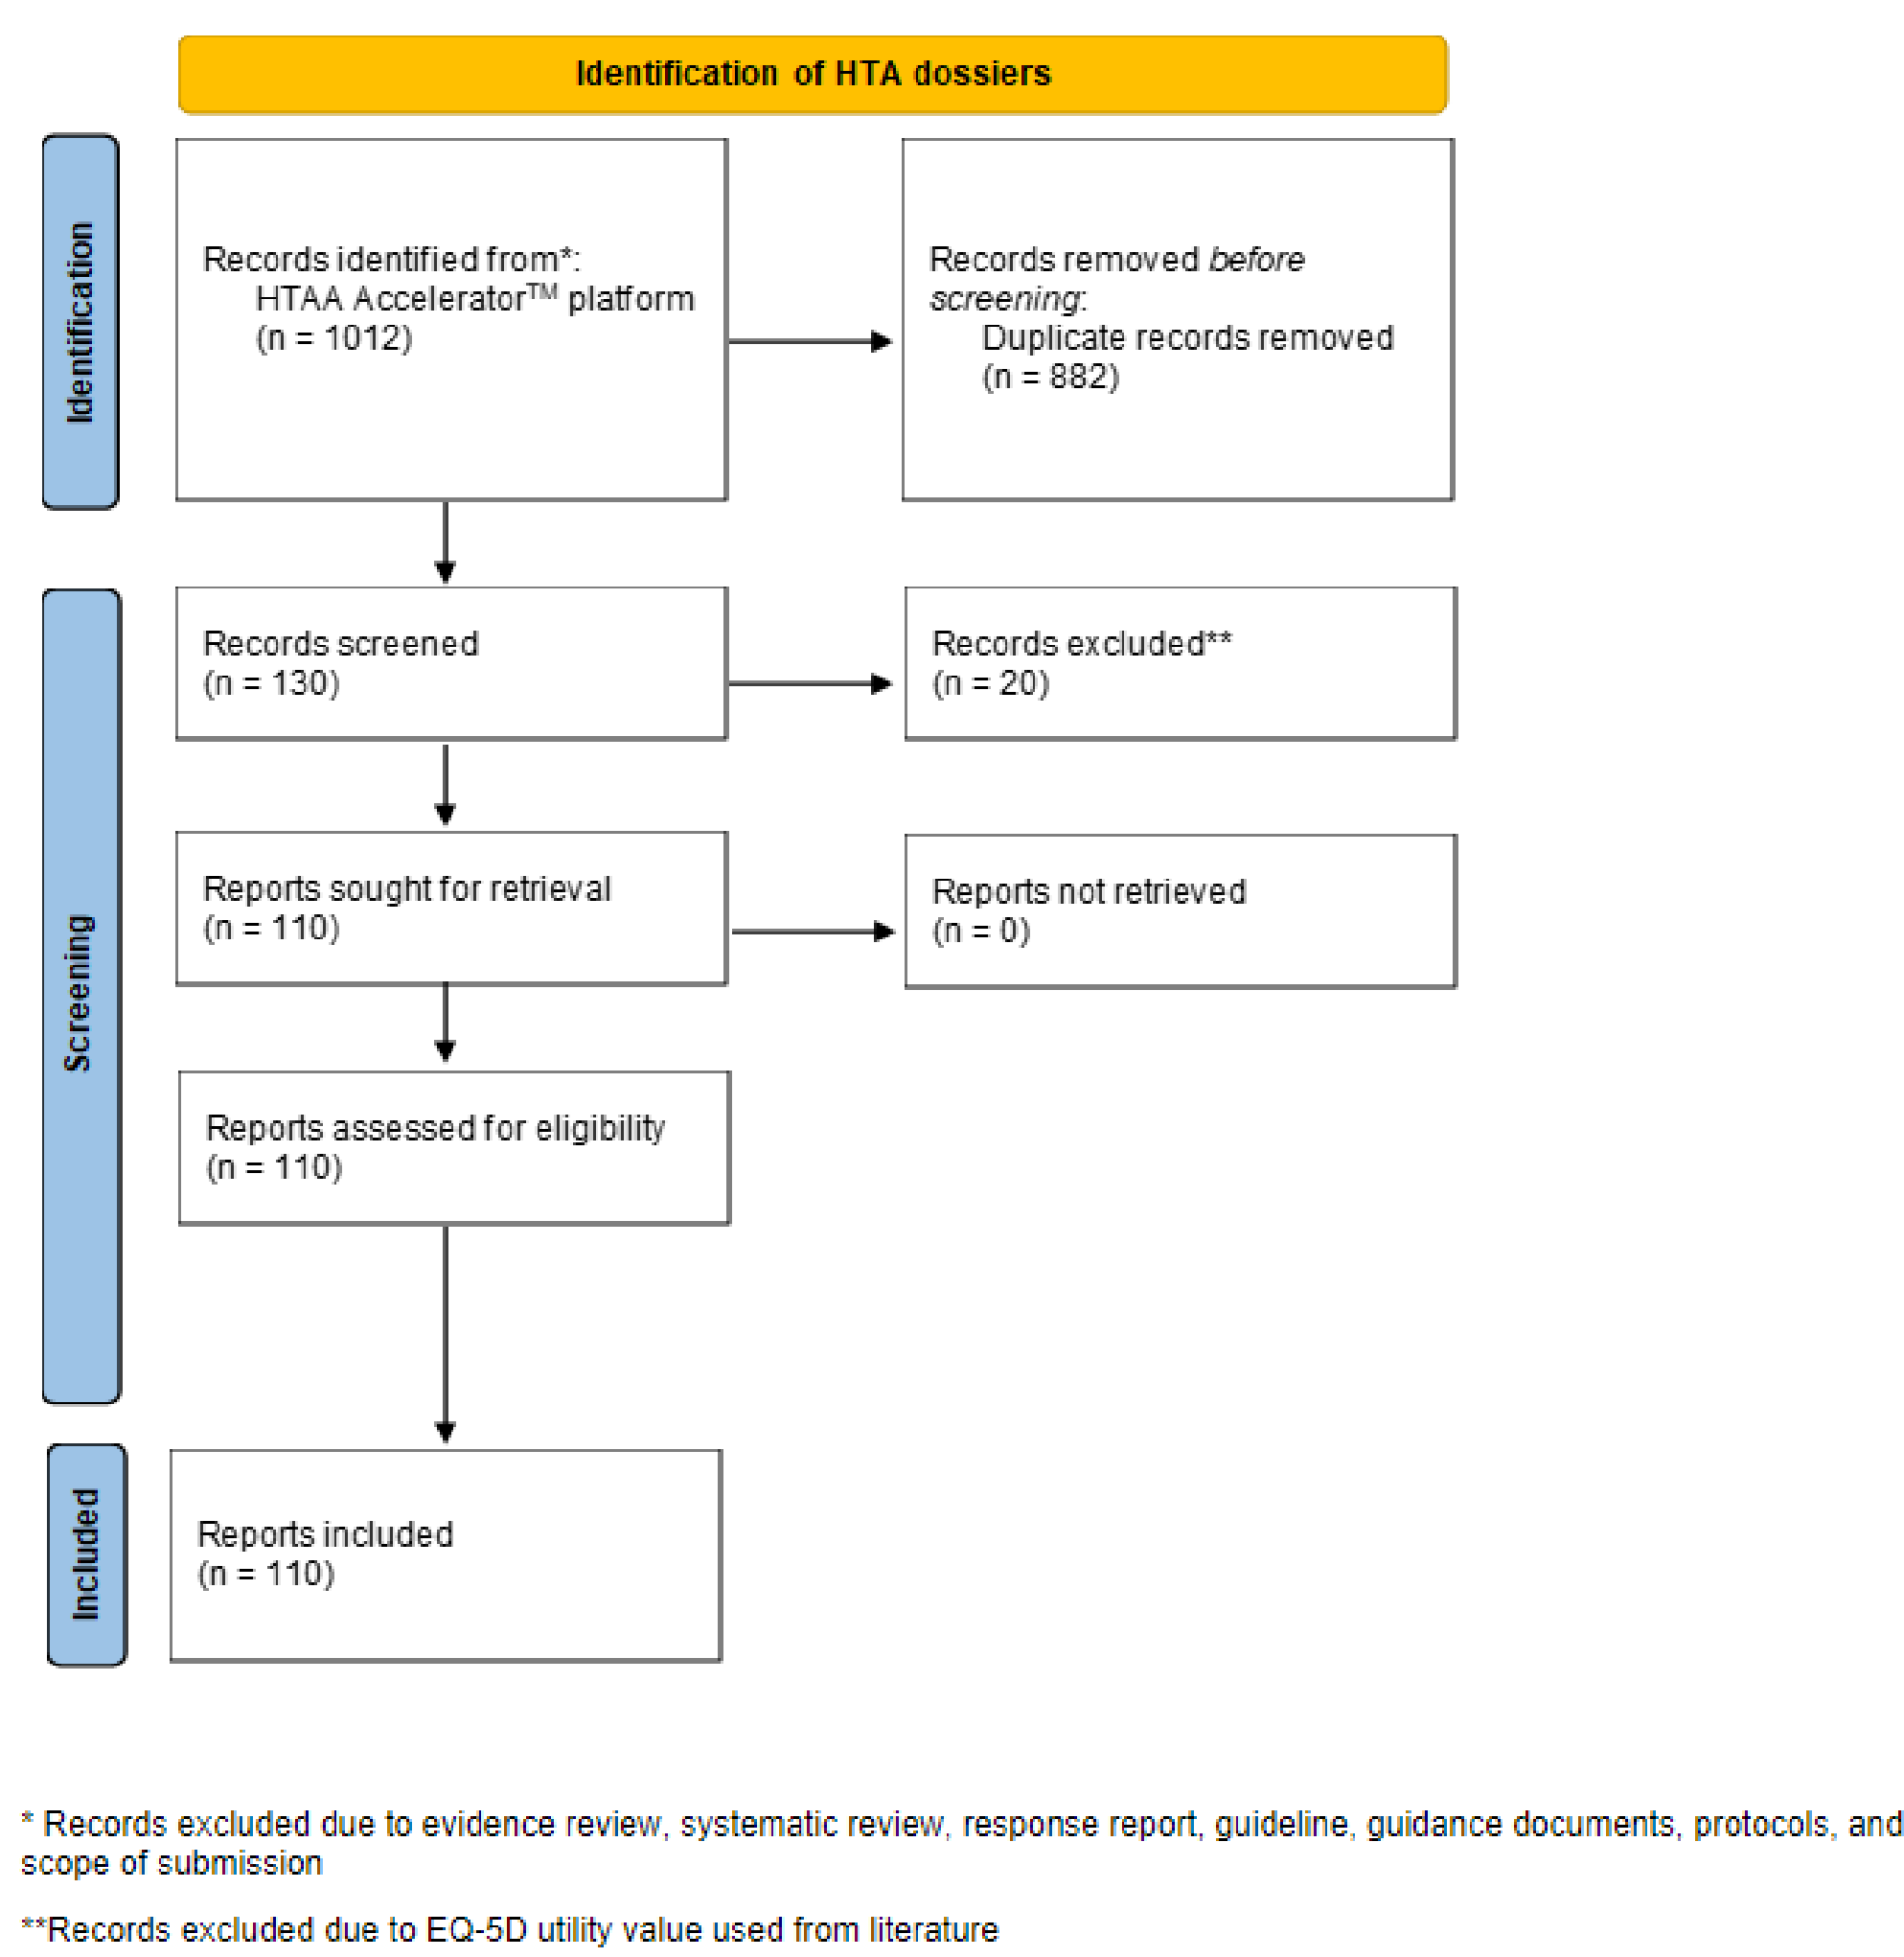 Identification of HTA dossiers
Identification
Records identified from*:
HTAA Accelerator™ platform
(n = 1012)
Records removed before
screening:
Duplicate records removed
(n = 882)
Screening
Records screened
(n = 130)
Records excluded**
(n = 20)
Reports sought for retrieval
(n = 110)
Reports not retrieved
(n = 0)
Reports assessed for eligibility
(n = 110)
Included
Reports included
(n = 110)
* Records excluded due to evidence review, systematic review, response report, guideline, guidance documents, protocols, and
scope of submission
**Records excluded due to EQ-5D utility value used from literature